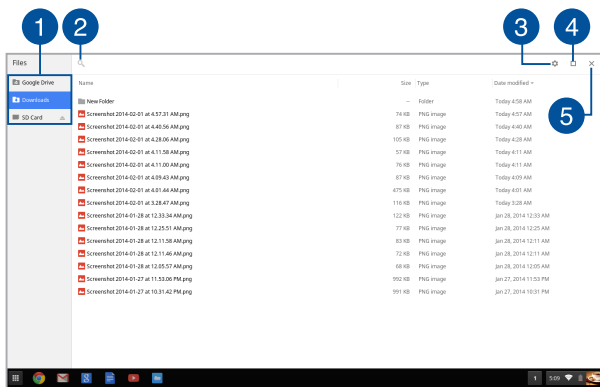 1 2 3 4
Files
Google Drive
Downloads
SD Card
Name Size Type Date modified
New Folder -- Folder Today 4:58 AM
Screenshot 2014-02-01 at 4.57.31 AM.png 74 KB PNG image Today 4:57 AM
Screenshot 2014-02-01 at 4.40.56 AM.png 87 KB PNG image Today 4:40 AM
Screenshot 2014-02-01 at 4.28.06 AM.png 105 KB PNG image Today 4:28 AM
Screenshot 2014-02-01 at 4.11.58 AM.png 57 KB PNG image Today 4:11 AM
Screenshot 2014-02-01 at 4.11.00 AM.png 76 KB PNG image Today 4:11 AM
Screenshot 2014-02-01 at 4.09.43 AM.png 87 KB PNG image Today 4:09 AM
Screenshot 2014-02-01 at 4.01.44 AM.png 475 KB PNG image Today 4:01 AM
Screenshot 2014-02-01 at 3.28.47 AM.png 116 KB PNG image Today 3:28 AM
Screenshot 2014-01-28 at 12.33.34 AM.png 122 KB PNG image Jan 28, 2014 12:33 AM
Screenshot 2014-01-28 at 12.25.51 AM.png 77 KB PNG image Jan 28, 2014 12:25 AM
Screenshot 2014-01-28 at 12.11.58 AM.png 83 KB PNG image Jan 28, 2014 12:11 AM
Screenshot 2014-01-28 at 12.11.46 AM.png 72 KB PNG image Jan 28, 2014 12:11 AM
Screenshot 2014-01-28 at 12.05.57 AM.png 68 KB PNG image Jan 28, 2014 12:05 AM
Screenshot 2014-01-27 at 11.53.06 PM.png 992 KB PNG image Jan 27, 2014 11:53 PM
Screenshot 2014-01-27 at 10.31.42 PM.png 991 KB PNG image Jan 27, 2014 10:31 PM
5
8
1 5:09